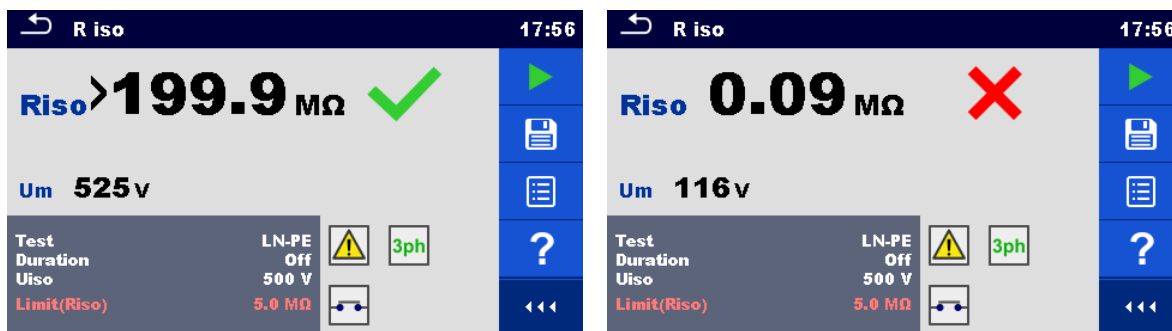 R iso 17:56
Riso >199.9 MΩ
Um 525 V
Test LN-PE
Duration Off
Uiso 500 V
Limit(Riso) 5.0 MΩ
3ph
?
R iso 17:56
Riso 0.09 MΩ
Um 116 V
Test LN-PE
Duration Off
Uiso 500 V
Limit(Riso) 5.0 MΩ
3ph
?